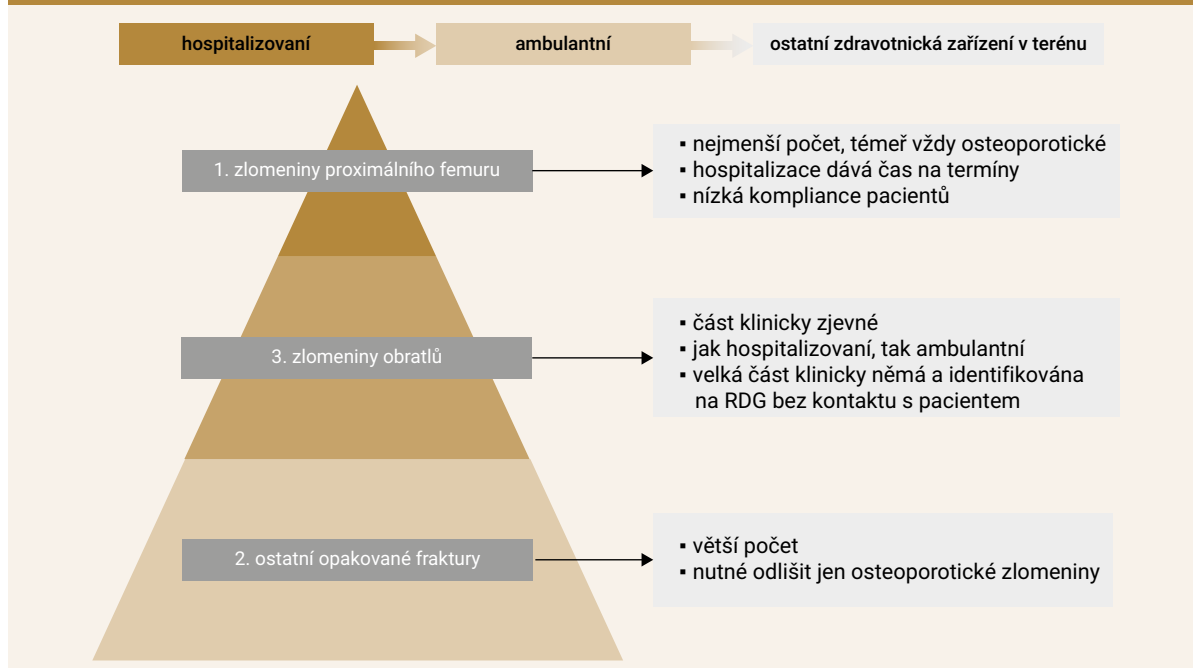 hospitalizovaní
ambulantní
ostatní zdravotnická zařízení v terénu
1. zlomeniny proximálního femuru
▪ nejmenší počet, téměř vždy osteoporotické
▪ hospitalizace dává čas na termíny
▪ nízká kompliance pacientů
3. zlomeniny obratlů
▪ část klinicky zjevné
▪ jak hospitalizovaní, tak ambulantní
▪ velká část klinicky němá a identifikována
na RDG bez kontaktu s pacientem
2. ostatní opakované fraktury
▪ větší počet
▪ nutné odlišit jen osteoporotické zlomeniny